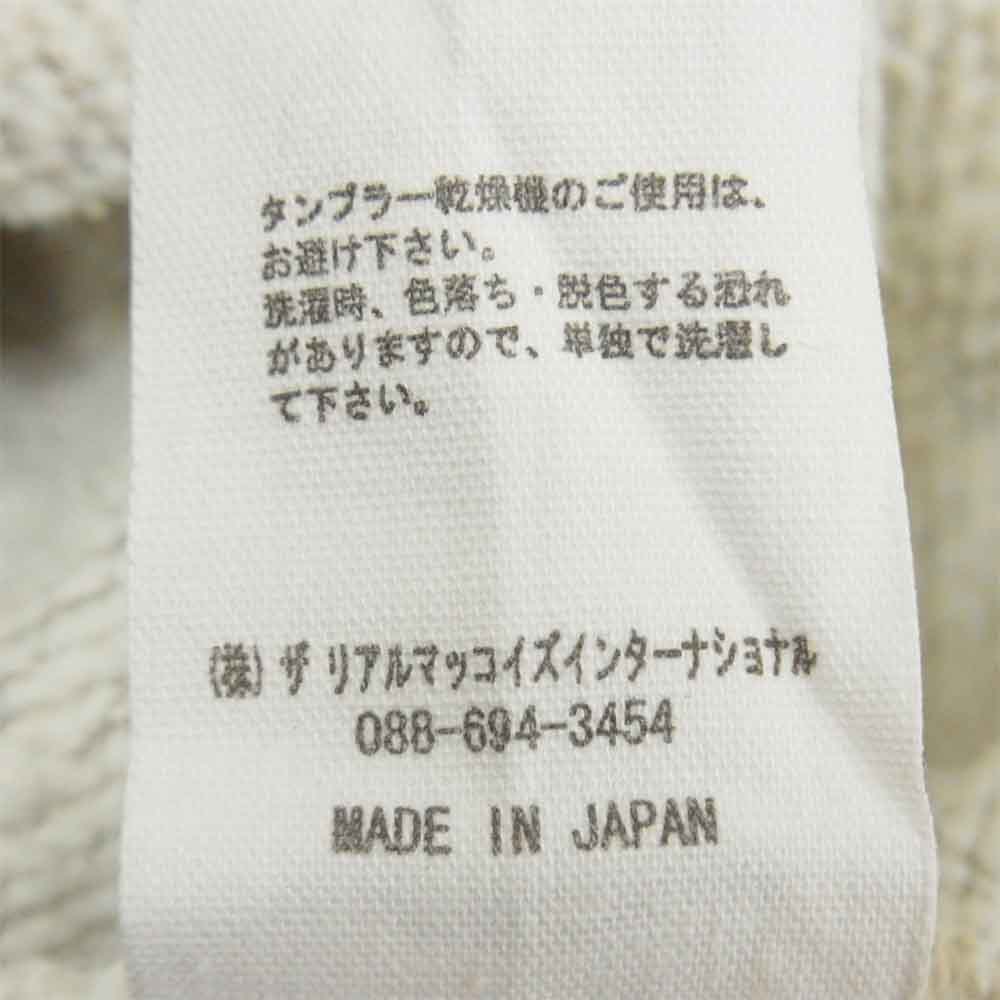 タンブラー乾燥機のご使用は、
お避け下さい。
洗濯時、色落ち・脱色する恐れ
がありますので、単独で洗濯し
て下さい。
(株) ザ リアルマッコイズインターナショナル
088-694-3454
MADE IN JAPAN